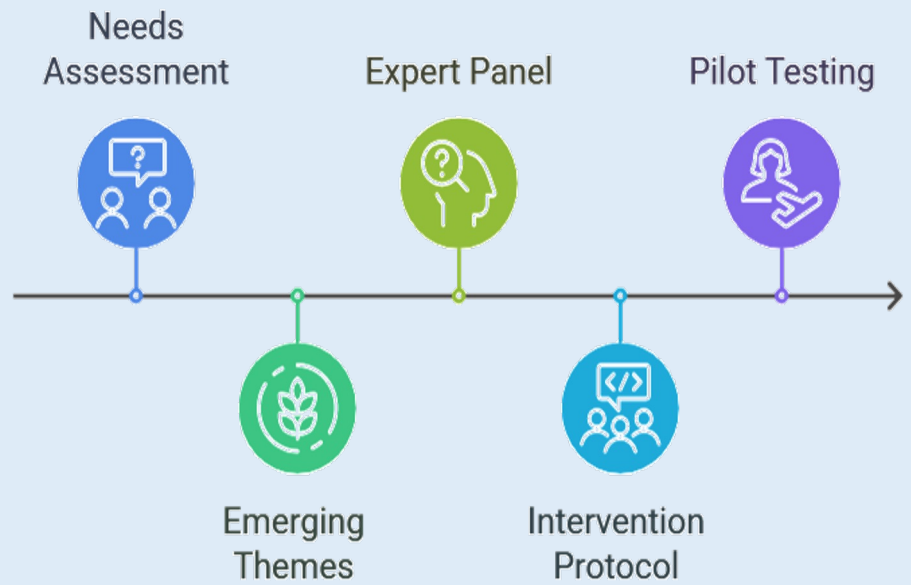 Needs
Assessment
Expert Panel
Pilot Testing
?
?
</>
Emerging
Themes
Intervention
Protocol